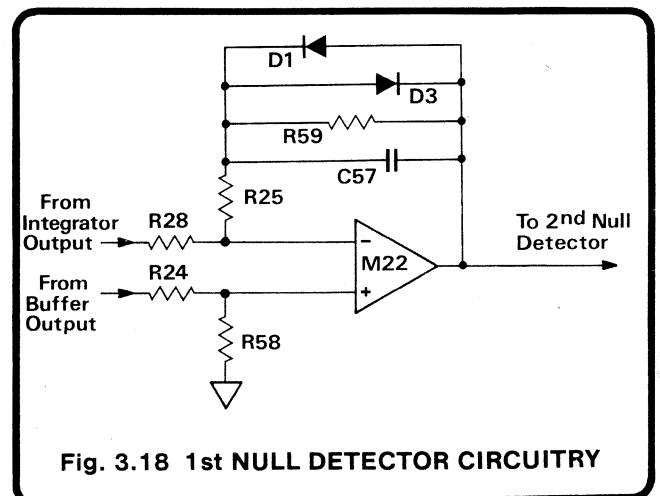 D1
D3
R59
C57
R25
From
Integrator
Output
R28
To 2nd Null
Detector
−
M22
+
From
Buffer
Output
R24
R58
Fig. 3.18 1st NULL DETECTOR CIRCUITRY